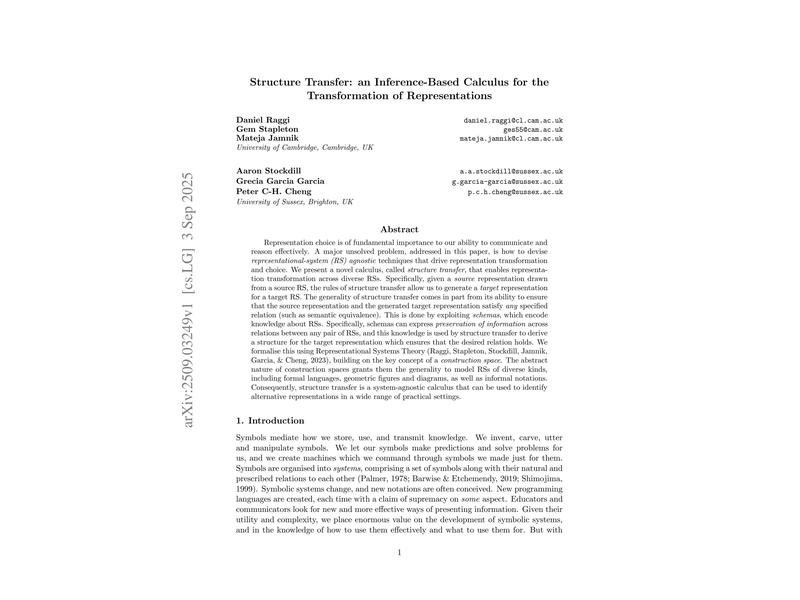 Structure Transfer: an Inference-Based Calculus for the
Transformation of Representations
Daniel Raggi daniel.raggi@cl.cam.ac.uk
Gem Stapleton ges55@cam.ac.uk
Mateja Jamnik mateja.jamnik@cl.cam.ac.uk
University of Cambridge, Cambridge, UK
Aaron Stockdill a.a.stockdill@sussex.ac.uk
Grecia Garcia Garcia g.garcia-garcia@sussex.ac.uk
Peter C-H. Cheng p.c.h.cheng@sussex.ac.uk
University of Sussex, Brighton, UK
Abstract
Representation choice is of fundamental importance to our ability to communicate and
reason effectively. A major unsolved problem, addressed in this paper, is how to devise
representational-system (RS) agnostic techniques that drive representation transformation
and choice. We present a novel calculus, called structure transfer, that enables representa-
tion transformation across diverse RSs. Specifically, given a source representation drawn
from a source RS, the rules of structure transfer allow us to generate a target representation
for a target RS. The generality of structure transfer comes in part from its ability to ensure
that the source representation and the generated target representation satisfy any specified
relation (such as semantic equivalence). This is done by exploiting schemas, which encode
knowledge about RSs. Specifically, schemas can express preservation of information across
relations between any pair of RSs, and this knowledge is used by structure transfer to derive
a structure for the target representation which ensures that the desired relation holds. We
formalise this using Representational Systems Theory (Raggi, Stapleton, Stockdill, Jamnik,
Garcia, & Cheng, 2023), building on the key concept of a construction space. The abstract
nature of construction spaces grants them the generality to model RSs of diverse kinds,
including formal languages, geometric figures and diagrams, as well as informal notations.
Consequently, structure transfer is a system-agnostic calculus that can be used to identify
alternative representations in a wide range of practical settings.
1. Introduction
Symbols mediate how we store, use, and transmit knowledge. We invent, carve, utter
and manipulate symbols. We let our symbols make predictions and solve problems for
us, and we create machines which we command through symbols we made just for them.
Symbols are organised into systems, comprising a set of symbols along with their natural and
prescribed relations to each other (Palmer, 1978; Barwise & Etchemendy, 2019; Shimojima,
1999). Symbolic systems change, and new notations are often conceived. New programming
languages are created, each time with a claim of supremacy on some aspect. Educators and
communicators look for new and more effective ways of presenting information. Given their
utility and complexity, we place enormous value on the development of symbolic systems,
and in the knowledge of how to use them effectively and what to use them for. But with
1
arXiv:2509.03249v1 [cs.LG] 3 Sep 2025